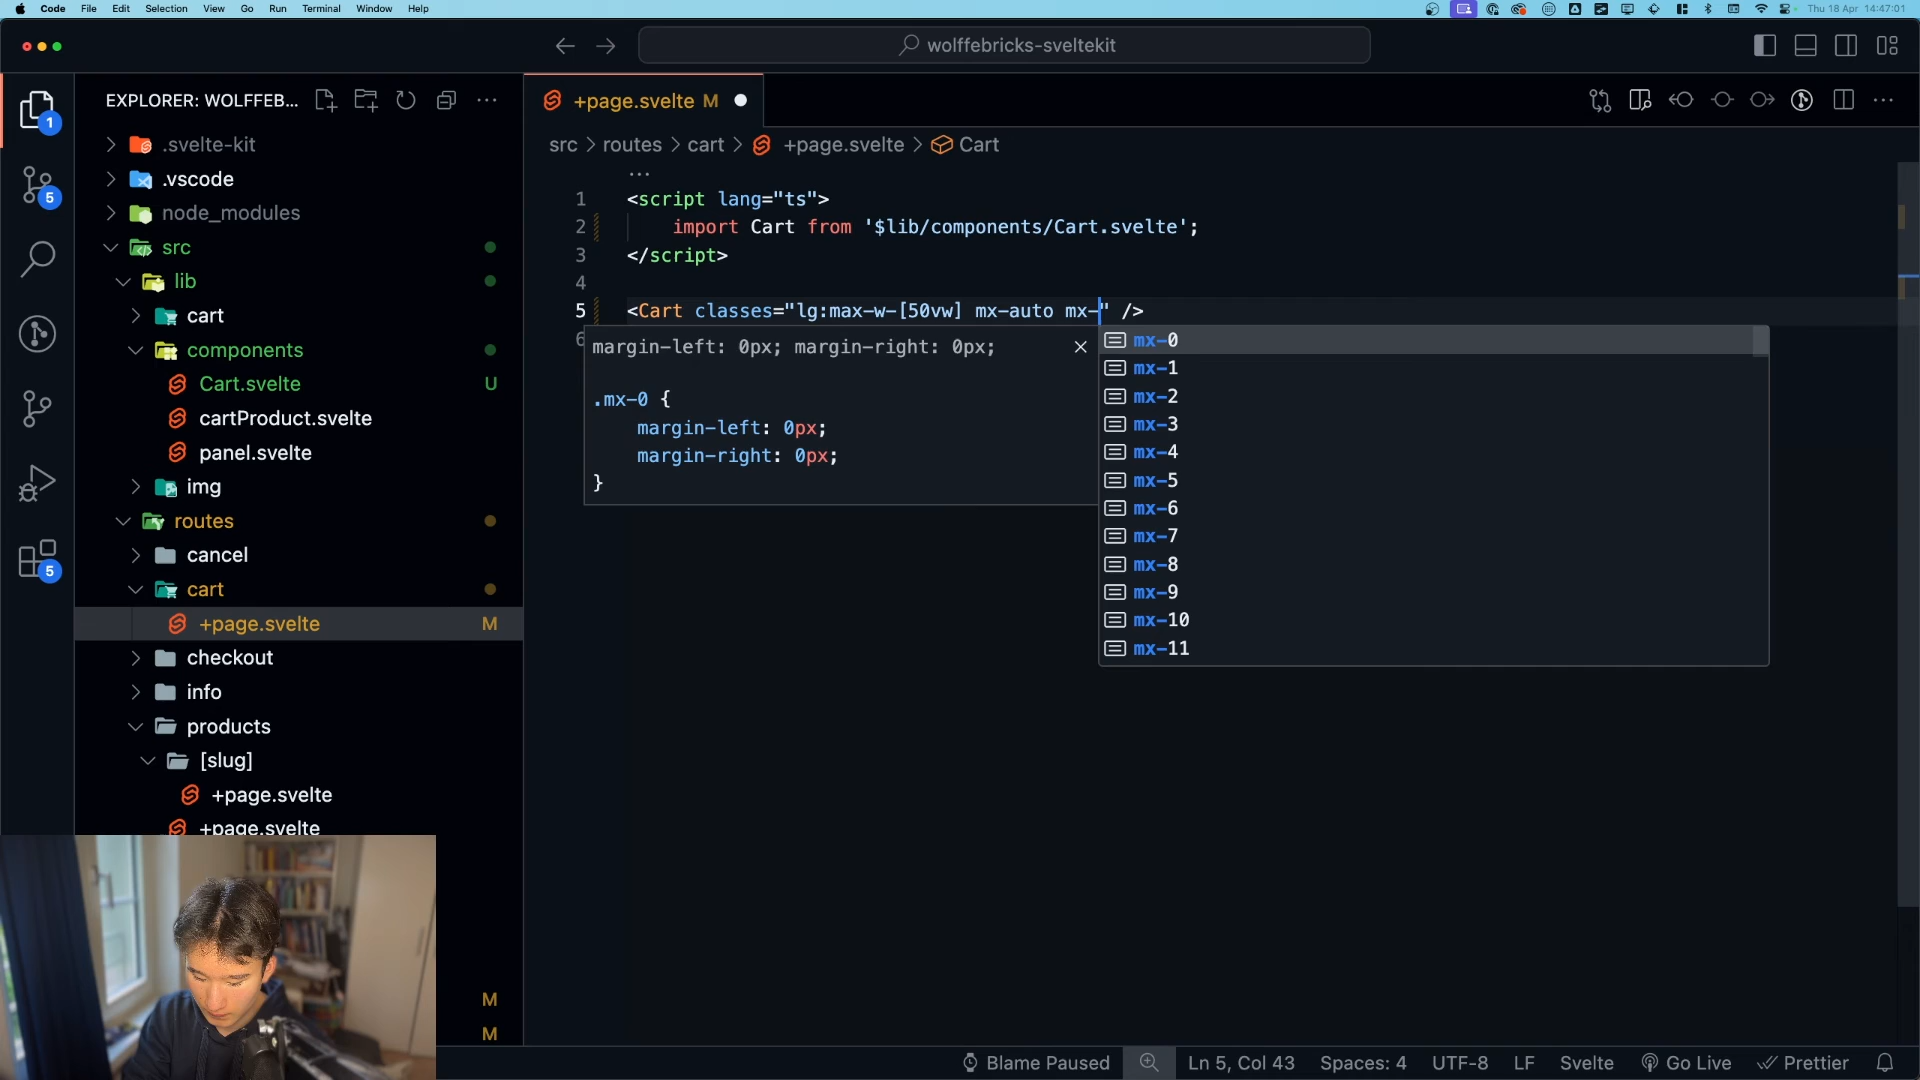 Code File Edit Selection View Go Run Terminal Window Help
Thu 18 Apr 14:47:01
wolffebricks-sveltekit
EXPLORER: WOLFFEB...
+page.svelte M
src > routes > cart > +page.svelte > Cart
...
1 <script lang="ts">
2 import Cart from '$lib/components/Cart.svelte';
3 </script>
4
5 <Cart classes="lg:max-w-[50vw] mx-auto mx-" />
6
margin-left: 0px; margin-right: 0px;
.mx-0 {
margin-left: 0px;
margin-right: 0px;
}
mx-0
mx-1
mx-2
mx-3
mx-4
mx-5
mx-6
mx-7
mx-8
mx-9
mx-10
mx-11
1
5
5
.svelte-kit
.vscode
node_modules
src
lib
cart
components
Cart.svelte U
cartProduct.svelte
panel.svelte
img
routes
cancel
cart
+page.svelte M
checkout
info
products
[slug]
+page.svelte
+page.svelte
M
M
Blame Paused
Ln 5, Col 43
Spaces: 4
UTF-8
LF
Svelte
Go Live
Prettier